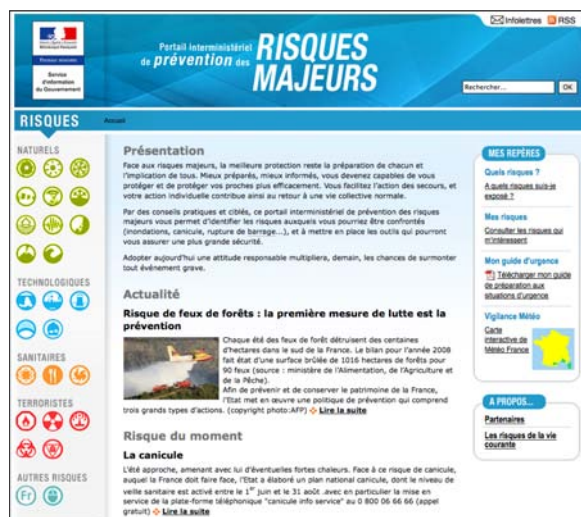 Liberté • Égalité • Fraternité
République Française
Premier ministre
Service
d'information
du Gouvernement
Portail interministériel
de prévention des
RISQUES
MAJEURS
Infolettres
RSS
Rechercher...
OK
RISQUES
Accueil
NATURELS
TECHNOLOGIQUES
SANITAIRES
TERRORISTES
AUTRES RISQUES
Fr
Présentation
Face aux risques majeurs, la meilleure protection reste la préparation de chacun et
l'implication de tous. Mieux préparés, mieux informés, vous devenez capables de vous
protéger et de protéger vos proches plus efficacement. Vous facilitez l'action des secours, et
votre action individuelle contribue ainsi au retour à une vie collective normale.
Par des conseils pratiques et ciblés, ce portail interministériel de prévention des risques
majeurs vous permet d'identifier les risques auxquels vous pourriez être confrontés
(inondations, canicule, rupture de barrage...), et à mettre en place les outils qui pourront
vous assurer une plus grande sécurité.
Adopter aujourd'hui une attitude responsable multipliera, demain, les chances de surmonter
tout événement grave.
Actualité
Risque de feux de forêts : la première mesure de lutte est la
prévention
Chaque été des feux de forêt détruisent des centaines
d'hectares dans le sud de la France. Le bilan pour l'année 2008
fait état d'une surface brûlée de 1016 hectares de forêts pour
90 feux (source : ministère de l'Alimentation, de l'Agriculture et
de la Pêche).
Afin de prévenir et de conserver le patrimoine de la France,
l'Etat met en œuvre une politique de prévention qui comprend
trois grands types d'actions. (copyright photo:AFP) Lire la suite
Risque du moment
La canicule
L'été approche, amenant avec lui d'éventuelles fortes chaleurs. Face à ce risque de canicule,
auquel la France doit faire face, l'Etat a élaboré un plan national canicule, dont le niveau de
veille sanitaire est activé entre le 1er juin et le 31 août .avec en particulier la mise en
service de la plate-forme téléphonique "canicule info service" au 0 800 06 66 66 (appel
gratuit) Lire la suite
MES REPÈRES
Quels risques ?
A quels risques suis-je
exposé ?
Mes risques
Consulter les risques qui
m'intéressent
Mon guide d'urgence
Télécharger mon guide
de préparation aux
situations d'urgence
Vigilance Météo
Carte
interactive de
Météo France
A PROPOS...
Partenaires
Les risques de la vie
courante